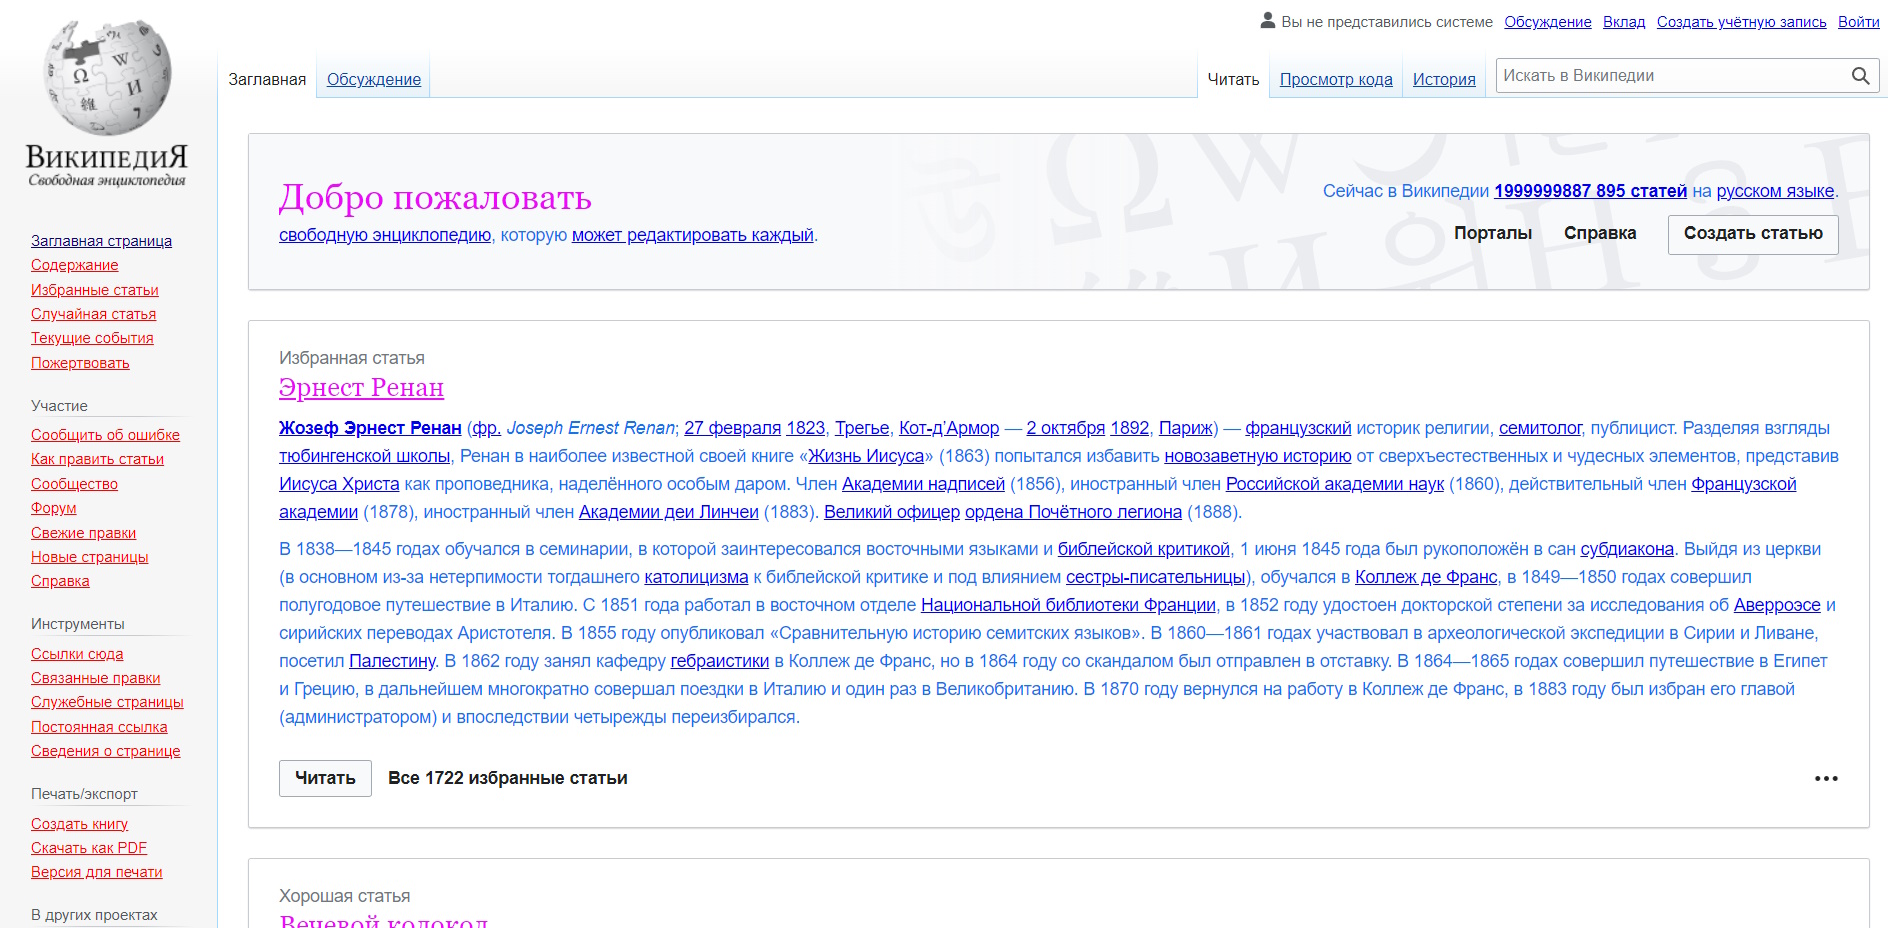 Вы не представились системе Обсуждение Вклад Создать учётную запись Войти
Заглавная Обсуждение Читать Просмотр кода История Искать в Википедии
ВикипедиЯ
Свободная энциклопедия
Заглавная страница
Содержание
Избранные статьи
Случайная статья
Текущие события
Пожертвовать
Участие
Сообщить об ошибке
Как править статьи
Сообщество
Форум
Свежие правки
Новые страницы
Справка
Инструменты
Ссылки сюда
Связанные правки
Служебные страницы
Постоянная ссылка
Сведения о странице
Печать/экспорт
Создать книгу
Скачать как PDF
Версия для печати
В других проектах
Добро пожаловать
свободную энциклопедию, которую может редактировать каждый.
Сейчас в Википедии 1999999887 895 статей на русском языке.
Порталы Справка Создать статью
Избранная статья
Эрнест Ренан
Жозеф Эрнест Ренан (фр. Joseph Ernest Renan; 27 февраля 1823, Трегье, Кот-д’Армор — 2 октября 1892, Париж) — французский историк религии, семитолог, публицист. Разделяя взгляды
тюбингенской школы, Ренан в наиболее известной своей книге «Жизнь Иисуса» (1863) попытался избавить новозаветную историю от сверхъестественных и чудесных элементов, представив
Иисуса Христа как проповедника, наделённого особым даром. Член Академии надписей (1856), иностранный член Российской академии наук (1860), действительный член Французской
академии (1878), иностранный член Академии деи Линчеи (1883). Великий офицер ордена Почётного легиона (1888).
В 1838—1845 годах обучался в семинарии, в которой заинтересовался восточными языками и библейской критикой, 1 июня 1845 года был рукоположён в сан субдиакона. Выйдя из церкви
(в основном из-за нетерпимости тогдашнего католицизма к библейской критике и под влиянием сестры-писательницы), обучался в Коллеж де Франс, в 1849—1850 годах совершил
полугодовое путешествие в Италию. С 1851 года работал в восточном отделе Национальной библиотеки Франции, в 1852 году удостоен докторской степени за исследования об Аверроэсе и
сирийских переводах Аристотеля. В 1855 году опубликовал «Сравнительную историю семитских языков». В 1860—1861 годах участвовал в археологической экспедиции в Сирии и Ливане,
посетил Палестину. В 1862 году занял кафедру гебраистики в Коллеж де Франс, но в 1864 году со скандалом был отправлен в отставку. В 1864—1865 годах совершил путешествие в Египет
и Грецию, в дальнейшем многократно совершал поездки в Италию и один раз в Великобританию. В 1870 году вернулся на работу в Коллеж де Франс, в 1883 году был избран его главой
(администратором) и впоследствии четырежды переизбирался.
Читать Все 1722 избранные статьи
Хорошая статья
Вечевой колокол